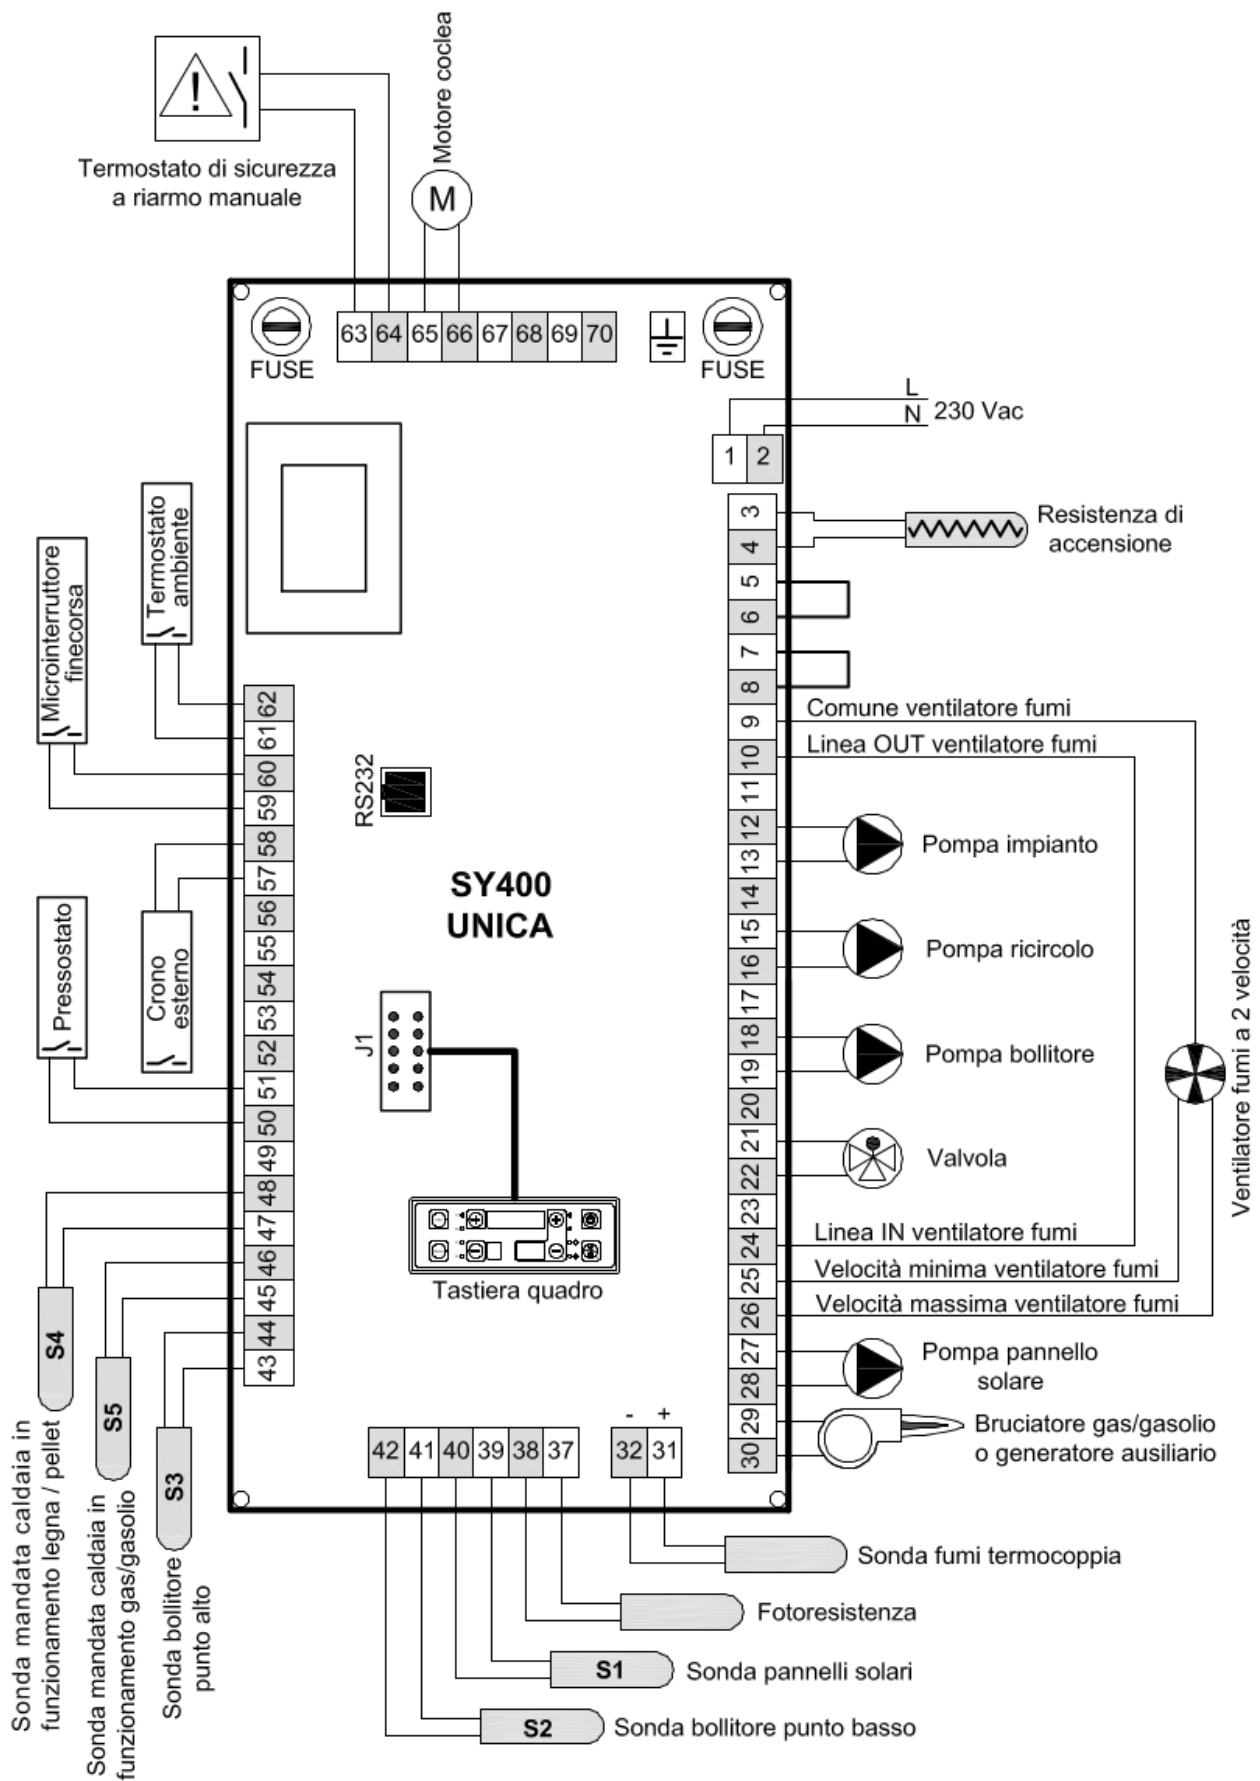 Motore coclea
Termostato di sicurezza
a riarmo manuale
M
63 64 65 66 67 68 69 70
FUSE
FUSE
L
N
230 Vac
1 2
3
4
5
6
7
8
9
10
11
12
13
14
15
16
17
18
19
20
21
22
23
24
25
26
27
28
29
30
Resistenza di
accensione
Comune ventilatore fumi
Linea OUT ventilatore fumi
Pompa impianto
Pompa ricircolo
Pompa bollitore
Valvola
Linea IN ventilatore fumi
Velocità minima ventilatore fumi
Velocità massima ventilatore fumi
Ventilatore fumi a 2 velocità
Pompa pannello
solare
Bruciatore gas/gasolio
o generatore ausiliario
Termostato
ambiente
Microinterruttore
finecorsa
62
61
60
59
58
57
56
55
54
53
52
51
50
49
48
47
46
45
44
43
Pressostato
Crono
esterno
RS232
SY400
UNICA
J1
Tastiera quadro
S4
S5
S3
Sonda mandata caldaia in
funzionamento legna / pellet
Sonda mandata caldaia in
funzionamento gas/gasolio
Sonda bollitore
punto alto
42 41 40 39 38 37
- +
32 31
Sonda fumi termocoppia
Fotoresistenza
S1
Sonda pannelli solari
S2
Sonda bollitore punto basso